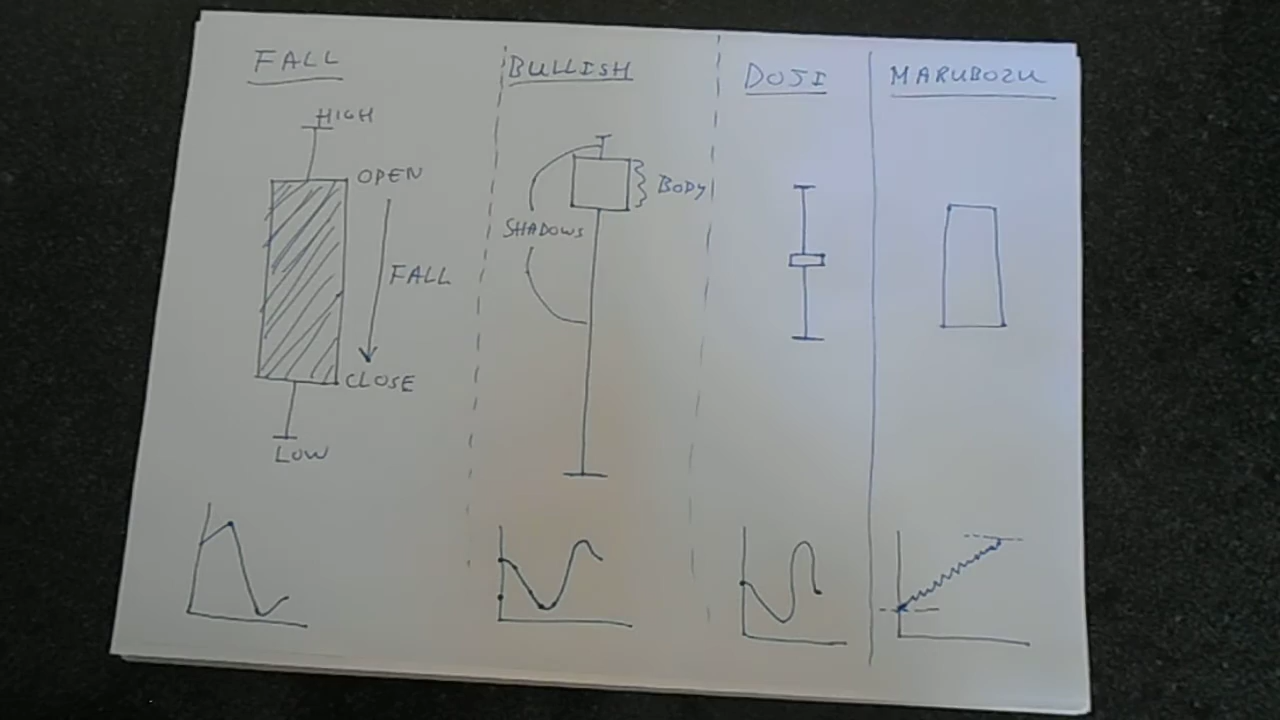 FALL
HIGH
OPEN
FALL
CLOSE
LOW
BULLISH
BODY
SHADOWS
DOJI
MARUBOZU